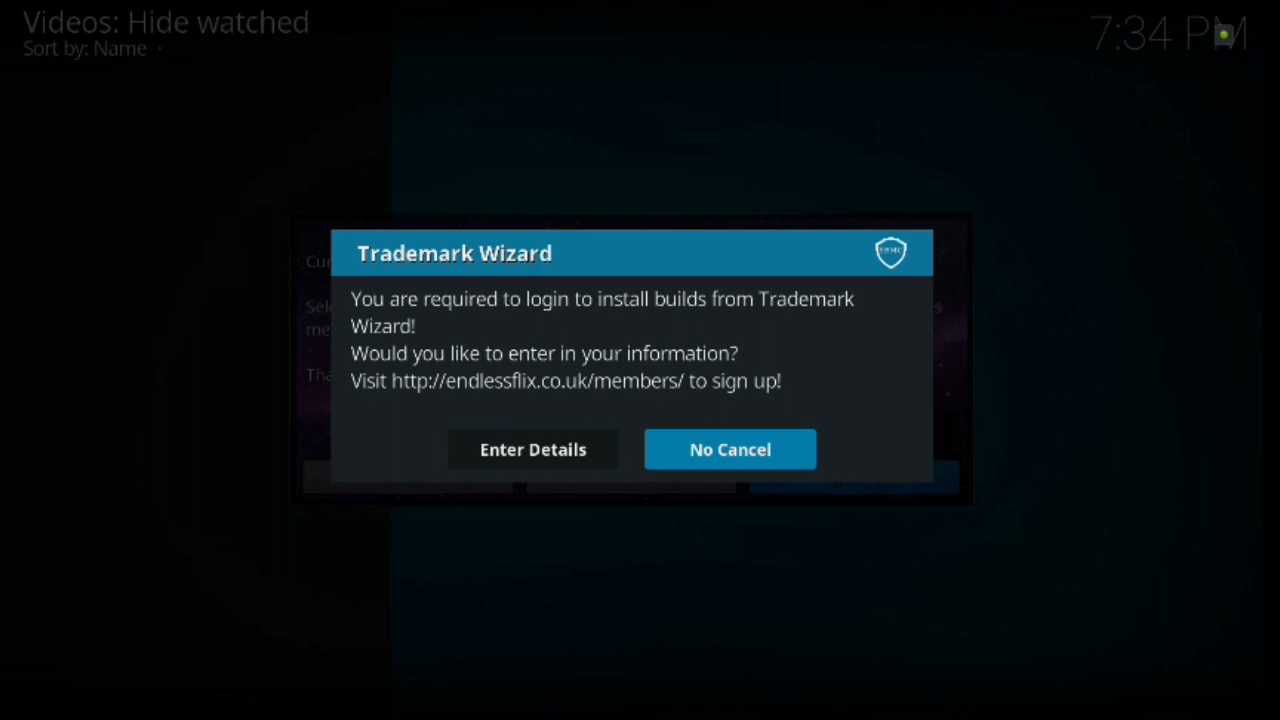 Videos: Hide watched
7:34 PM
Sort by: Name ·
Trademark Wizard
You are required to login to install builds from Trademark
Wizard!
Would you like to enter in your information?
Visit http://endlessflix.co.uk/members/ to sign up!
Enter Details
No Cancel